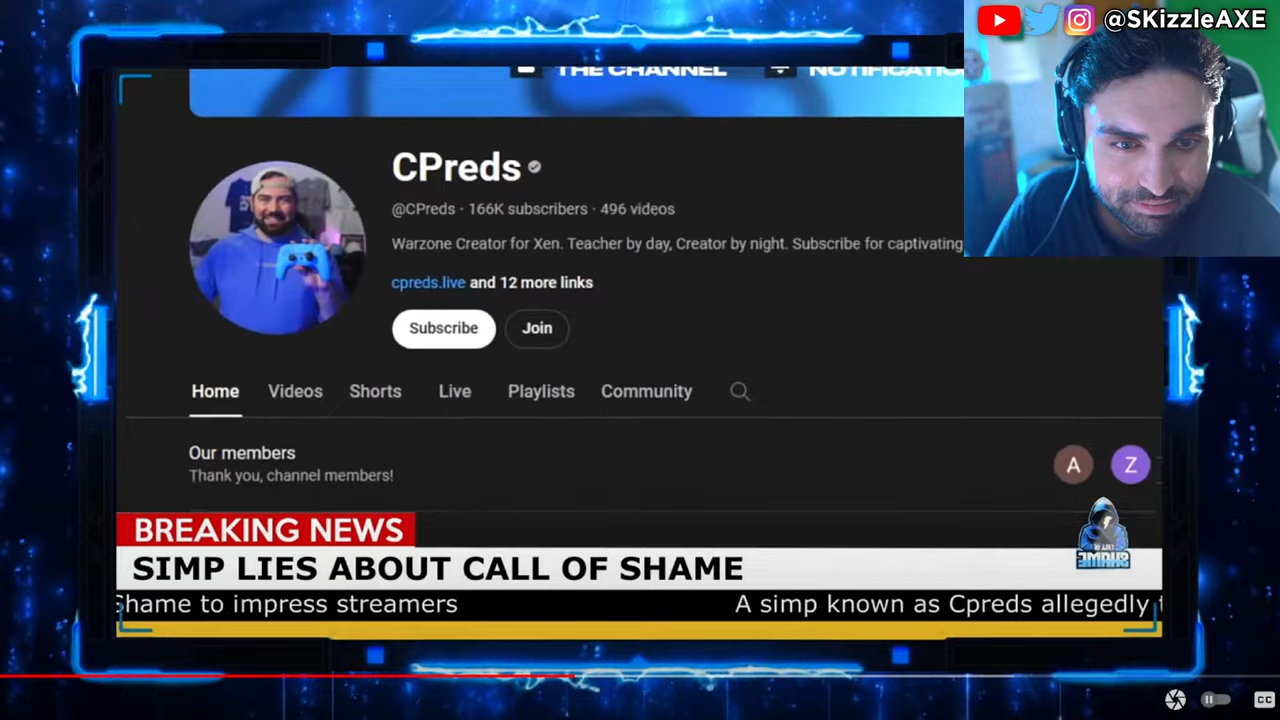 @SKizzleAXE
THE CHANNEL
NOTIFICATIO
CPreds
@CPreds · 166K subscribers · 496 videos
Warzone Creator for Xen. Teacher by day, Creator by night. Subscribe for captivating
cpreds.live and 12 more links
Subscribe
Join
Home Videos Shorts Live Playlists Community
Our members
Thank you, channel members!
A Z
BREAKING NEWS
SHAME
SIMP LIES ABOUT CALL OF SHAME
Shame to impress streamers A simp known as Cpreds allegedly
CC